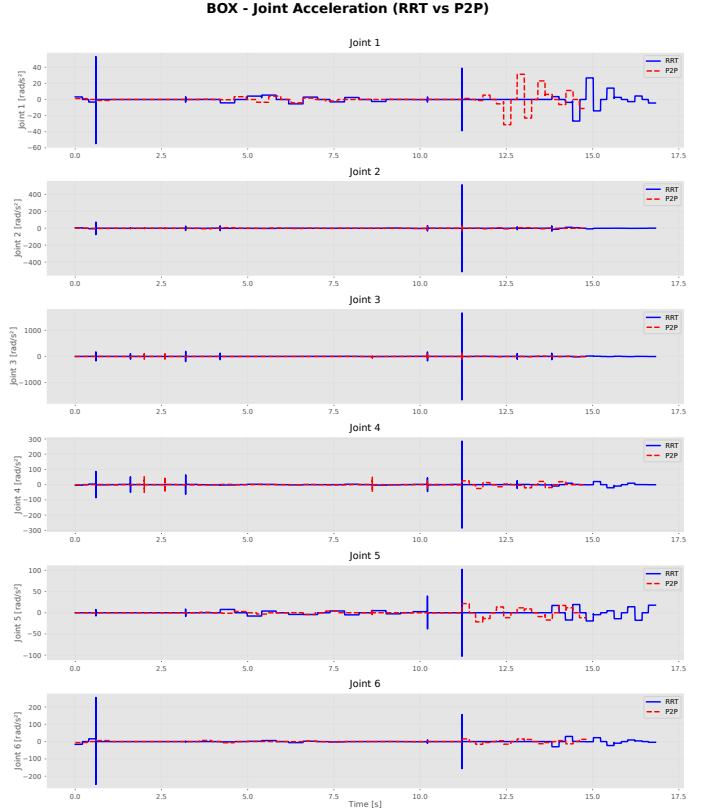 BOX - Joint Acceleration (RRT vs P2P)
Joint 1
Joint 1 [rad/s²]
40
20
0
−20
−40
−60
RRT
P2P
0.0 2.5 5.0 7.5 10.0 12.5 15.0 17.5
Joint 2
Joint 2 [rad/s²]
400
200
0
−200
−400
RRT
P2P
0.0 2.5 5.0 7.5 10.0 12.5 15.0 17.5
Joint 3
Joint 3 [rad/s²]
1000
0
−1000
RRT
P2P
0.0 2.5 5.0 7.5 10.0 12.5 15.0 17.5
Joint 4
Joint 4 [rad/s²]
300
200
100
0
−100
−200
−300
RRT
P2P
0.0 2.5 5.0 7.5 10.0 12.5 15.0 17.5
Joint 5
Joint 5 [rad/s²]
100
50
0
−50
−100
RRT
P2P
0.0 2.5 5.0 7.5 10.0 12.5 15.0 17.5
Joint 6
Joint 6 [rad/s²]
200
100
0
−100
−200
RRT
P2P
0.0 2.5 5.0 7.5 10.0 12.5 15.0 17.5
Time [s]